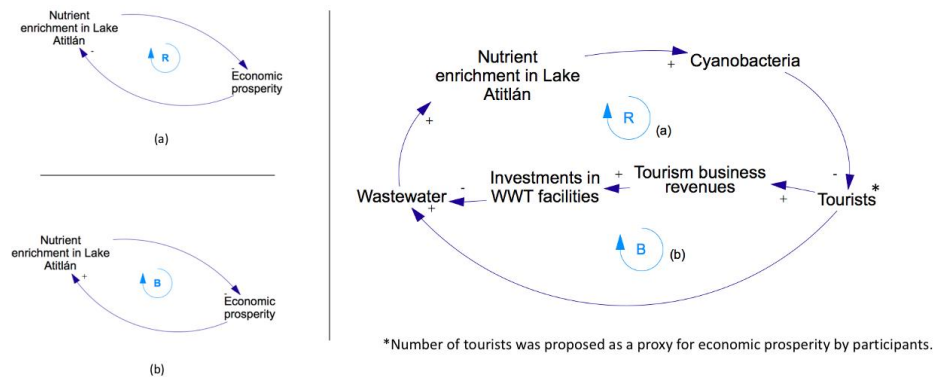 Nutrient
enrichment in Lake
Atitlán
-
R
-
Economic
prosperity
(a)
Nutrient
enrichment in Lake
Atitlán
+
B
-
Economic
prosperity
(b)
Nutrient
enrichment in Lake
Atitlán
+
Cyanobacteria
R
(a)
+
Wastewater
+
-
Investments in
WWT facilities
+
Tourism business
revenues
+
-
Tourists*
B
(b)
*Number of tourists was proposed as a proxy for economic prosperity by participants.